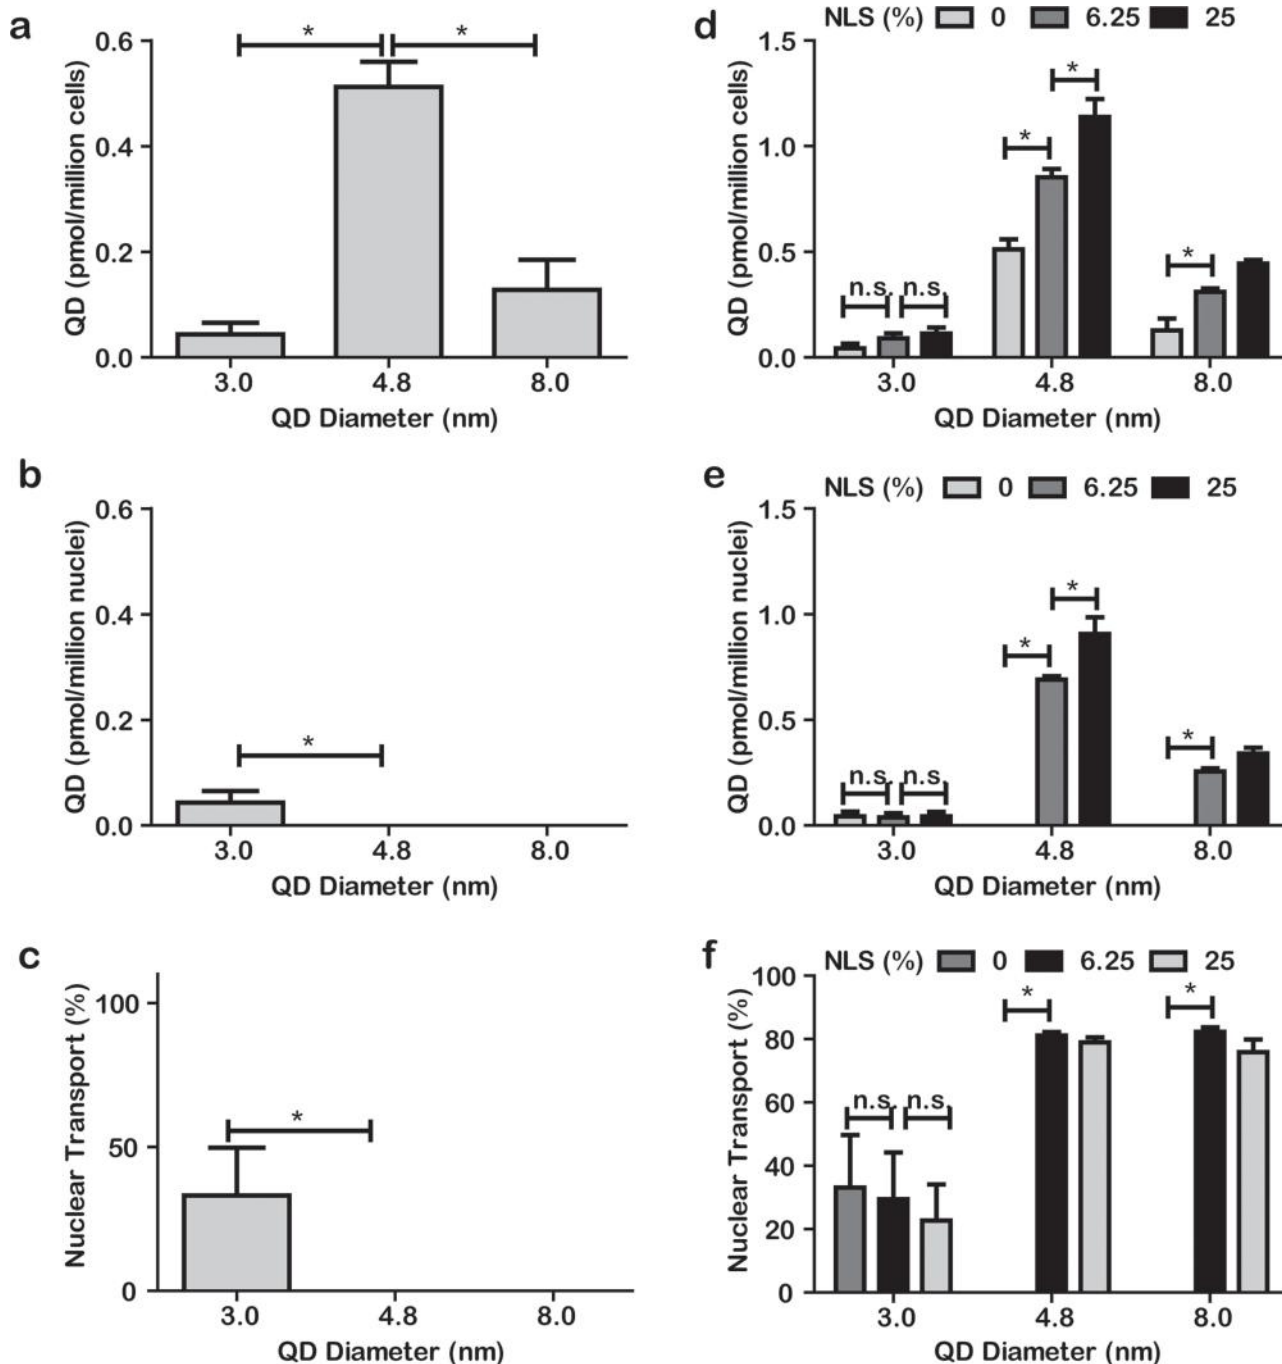 a
QD (pmol/million cells)
0.6
0.4
0.2
0.0
* *
3.0 4.8 8.0
QD Diameter (nm)
b
QD (pmol/million nuclei)
0.6
0.4
0.2
0.0
*
3.0 4.8 8.0
QD Diameter (nm)
c
Nuclear Transport (%)
100
50
0
*
3.0 4.8 8.0
QD Diameter (nm)
d
NLS (%) 0 6.25 25
QD (pmol/million cells)
1.5
1.0
0.5
0.0
n.s. n.s.
* *
*
3.0 4.8 8.0
QD Diameter (nm)
e
NLS (%) 0 6.25 25
QD (pmol/million nuclei)
1.5
1.0
0.5
0.0
n.s. n.s.
* *
*
3.0 4.8 8.0
QD Diameter (nm)
f
NLS (%) 0 6.25 25
Nuclear Transport (%)
100
80
60
40
20
0
n.s. n.s.
* *
3.0 4.8 8.0
QD Diameter (nm)